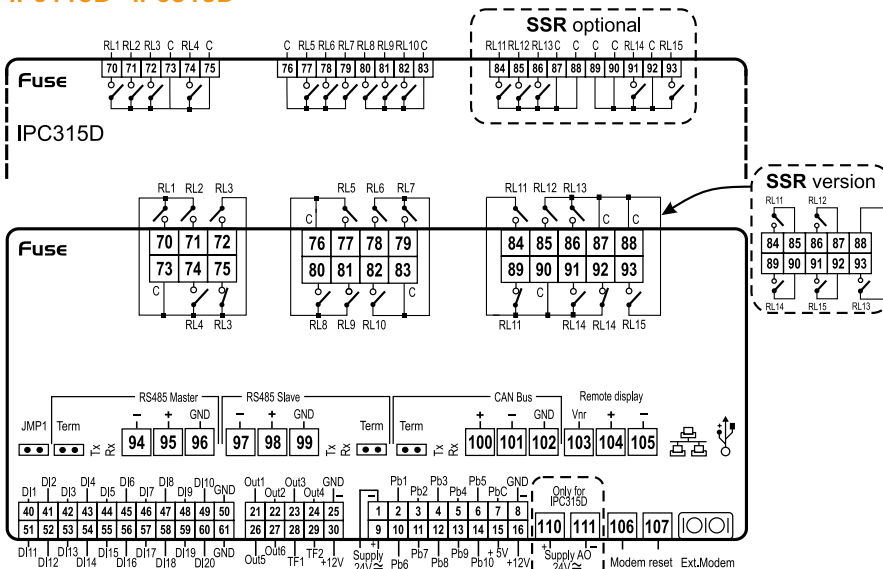 SSR optional
RL1 RL2 RL3 C RL4 C
C RL5 RL6 RL7 RL8 RL9 RL10 C
RL11 RL12 RL13 C C C C RL14 C RL15
70 71 72 73 74 75
76 77 78 79 80 81 82 83
84 85 86 87 88 89 90 91 92 93
Fuse
IPC315D
RL1 RL2 RL3
RL5 RL6 RL7
RL11 RL12 RL13
C
C C
SSR version
RL11 RL12
Fuse
70 71 72
76 77 78 79
84 85 86 87 88
84 85 86 87 88
73 74 75
80 81 82 83
89 90 91 92 93
89 90 91 92 93
C
C
C
RL4 RL3
RL8 RL9 RL10
RL11 RL14 RL14 RL15
RL14 RL15 RL13
RS485 Master RS485 Slave CAN Bus Remote display
JMP1 Term - + GND - + GND Term Term + - GND Vnr + -
Tx Rx 94 95 96 97 98 99 Tx Rx Tx Rx 100 101 102 103 104 105
DI1 DI2 DI3 DI4 DI5 DI6 DI7 DI8 DI9 DI10 GND
Out1 Out2 Out3 Out4 GND -
- Pb1 Pb2 Pb3 Pb4 Pb5 PbC GND -
Only for
IPC315D
40 41 42 43 44 45 46 47 48 49 50
21 22 23 24 25
1 2 3 4 5 6 7 8
51 52 53 54 55 56 57 58 59 60 61
26 27 28 29 30
9 10 11 12 13 14 15 16
110 111 106 107
DI11 DI12 DI13 DI14 DI15 DI16 DI17 DI18 DI19 DI20 GND
Out5 Out6 TF1 TF2 +12V
+ Supply 24V≂ Pb6 Pb7 Pb8 Pb9 Pb10 + 5V +12V
+ Supply AO - 24V≂
Modem reset Ext.Modem